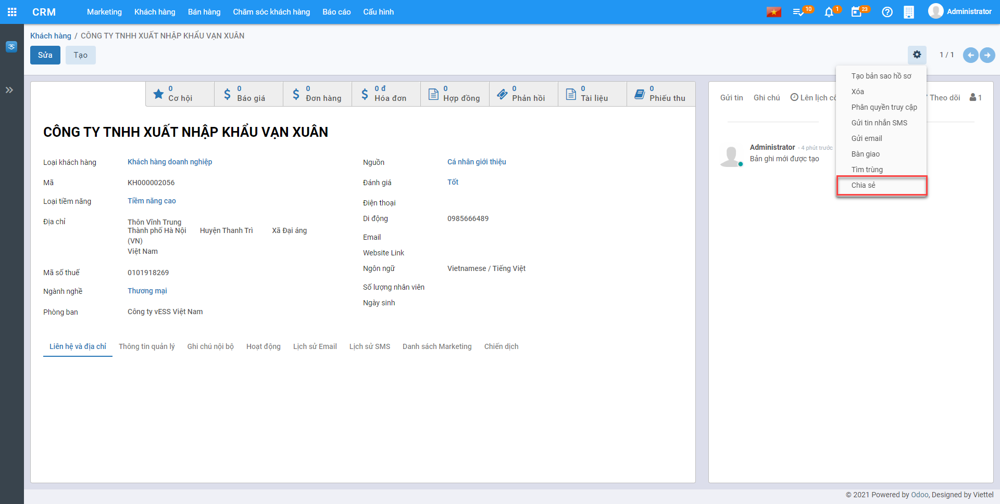 CRM
Marketing
Khách hàng
Bán hàng
Chăm sóc khách hàng
Báo cáo
Cấu hình
10
1
23
Administrator
Khách hàng / CÔNG TY TNHH XUẤT NHẬP KHẨU VẠN XUÂN
Sửa
Tạo
1 / 1
0
Cơ hội
0
Báo giá
0
Đơn hàng
0 đ
Hóa đơn
0
Hợp đồng
0
Phản hồi
0
Tài liệu
0
Phiếu thu
CÔNG TY TNHH XUẤT NHẬP KHẨU VẠN XUÂN
Loại khách hàng
Khách hàng doanh nghiệp
Mã
KH000002056
Loại tiềm năng
Tiềm năng cao
Địa chỉ
Thôn Vĩnh Trung
Thành phố Hà Nội
Huyện Thanh Trì
Xã Đại áng
(VN)
Việt Nam
Mã số thuế
0101918269
Ngành nghề
Thương mại
Phòng ban
Công ty vESS Việt Nam
Nguồn
Cá nhân giới thiệu
Đánh giá
Tốt
Điện thoại
Di động
0985666489
Email
Website Link
Ngôn ngữ
Vietnamese / Tiếng Việt
Số lượng nhân viên
Ngày sinh
Liên hệ và địa chỉ
Thông tin quản lý
Ghi chú nội bộ
Hoạt động
Lịch sử Email
Lịch sử SMS
Danh sách Marketing
Chiến dịch
Gửi tin
Ghi chú
Lên lịch
Theo dõi
1
Administrator - 4 phút trước
Bản ghi mới được tạo
Tạo bản sao hồ sơ
Xóa
Phân quyền truy cập
Gửi tin nhắn SMS
Gửi email
Bàn giao
Tìm trùng
Chia sẻ
© 2021 Powered by Odoo, Designed by Viettel